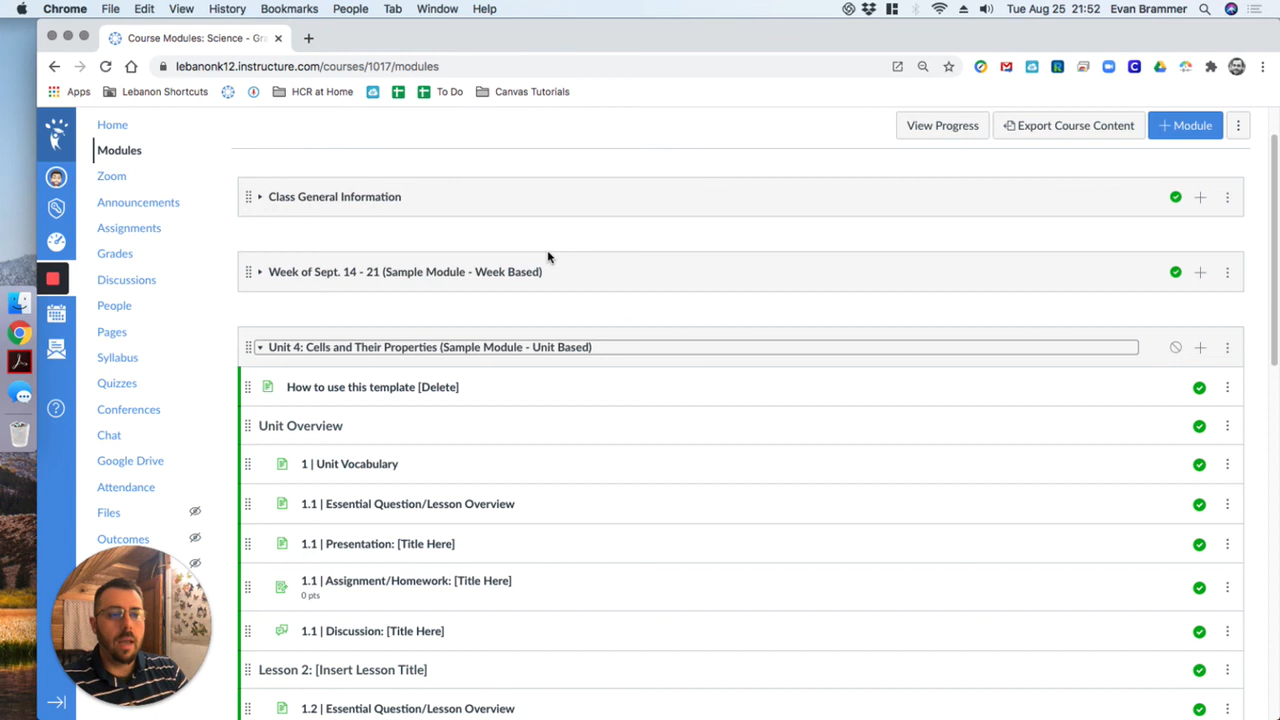 Chrome File Edit View History Bookmarks People Tab Window Help Tue Aug 25 21:52 Evan Brammer
Course Modules: Science - Gra
lebanonk12.instructure.com/courses/1017/modules
Apps Lebanon Shortcuts HCR at Home To Do Canvas Tutorials
Home
Modules
Zoom
Announcements
Assignments
Grades
Discussions
People
Pages
Syllabus
Quizzes
Conferences
Chat
Google Drive
Attendance
Files
Outcomes
View Progress Export Course Content + Module
Class General Information
Week of Sept. 14 - 21 (Sample Module - Week Based)
Unit 4: Cells and Their Properties (Sample Module - Unit Based)
How to use this template [Delete]
Unit Overview
1 | Unit Vocabulary
1.1 | Essential Question/Lesson Overview
1.1 | Presentation: [Title Here]
1.1 | Assignment/Homework: [Title Here]
0 pts
1.1 | Discussion: [Title Here]
Lesson 2: [Insert Lesson Title]
1.2 | Essential Question/Lesson Overview